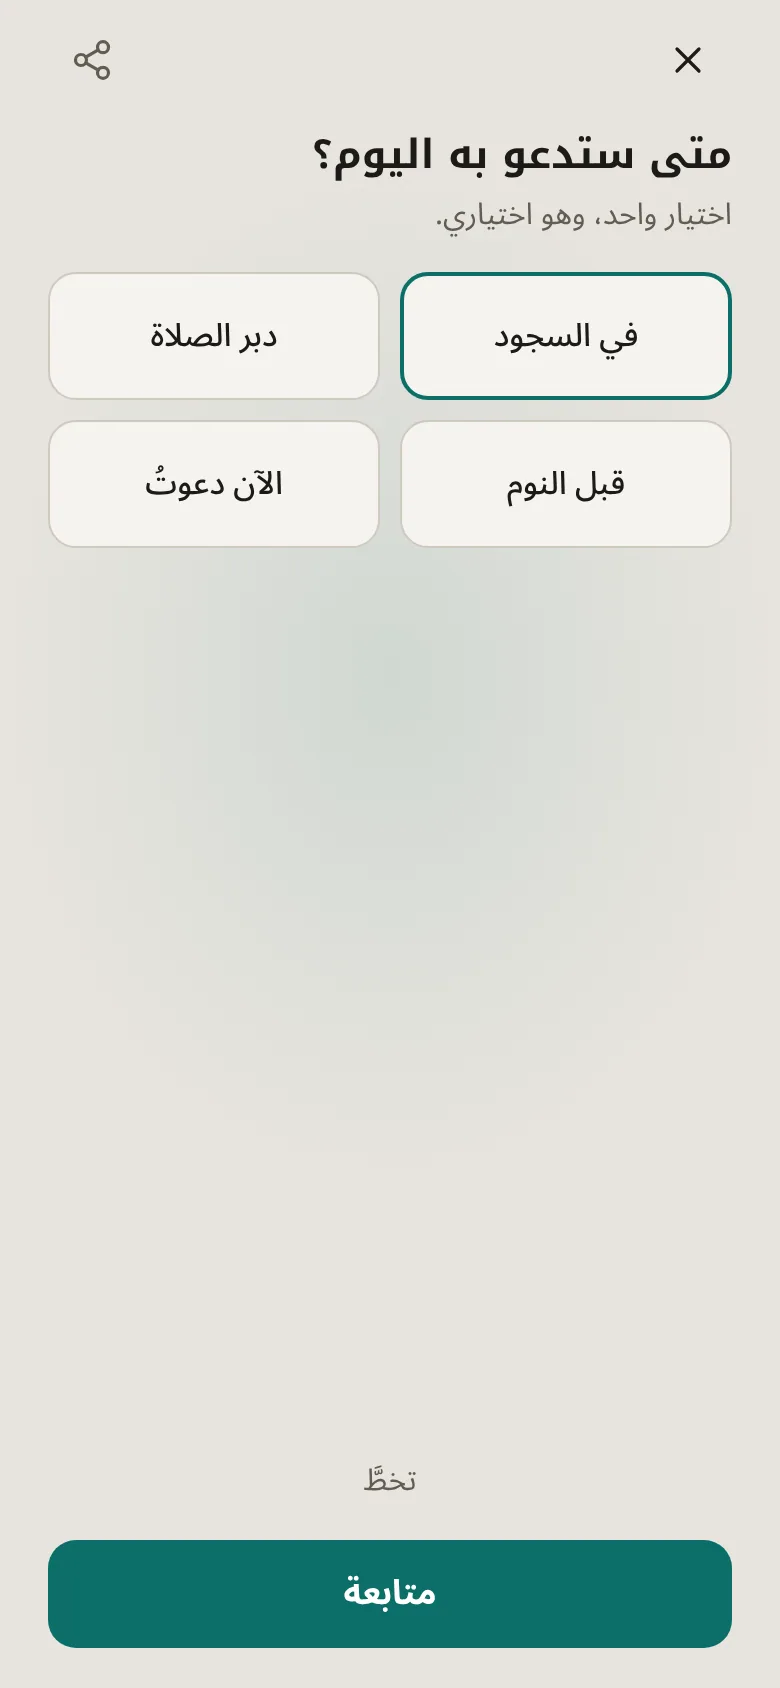 متى ستدعو به اليوم؟
اختيار واحد، وهو اختياري.
في السجود
دبر الصلاة
قبل النوم
الآن دعوتُ
تخطَّ
متابعة